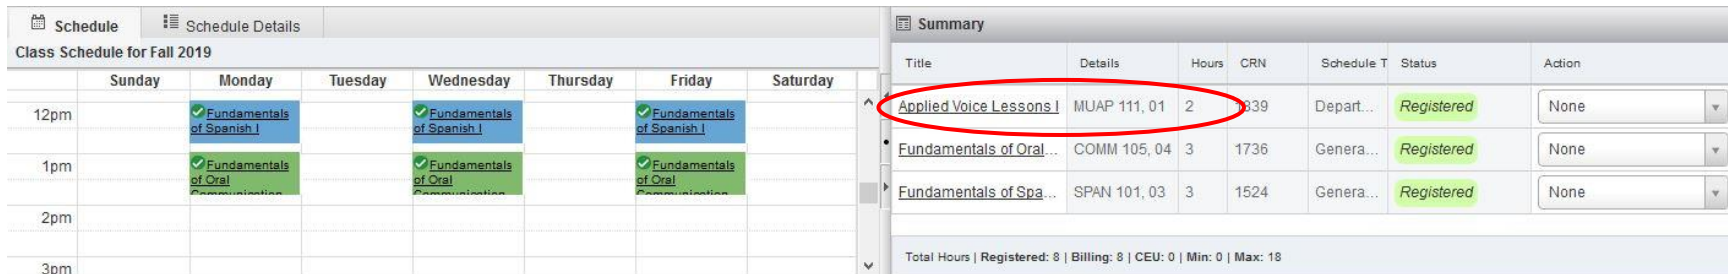 Schedule
Schedule Details
Class Schedule for Fall 2019
Sunday Monday Tuesday Wednesday Thursday Friday Saturday
12pm
Fundamentals
of Spanish I
Fundamentals
of Spanish I
Fundamentals
of Spanish I
1pm
Fundamentals
of Oral
Communication
Fundamentals
of Oral
Communication
Fundamentals
of Oral
Communication
2pm
3pm
Summary
Title Details Hours CRN Schedule T Status Action
Applied Voice Lessons I MUAP 111, 01 2 1339 Depart... Registered None
Fundamentals of Oral... COMM 105, 04 3 1736 Genera... Registered None
Fundamentals of Spa... SPAN 101, 03 3 1524 Genera... Registered None
Total Hours | Registered: 8 | Billing: 8 | CEU: 0 | Min: 0 | Max: 18